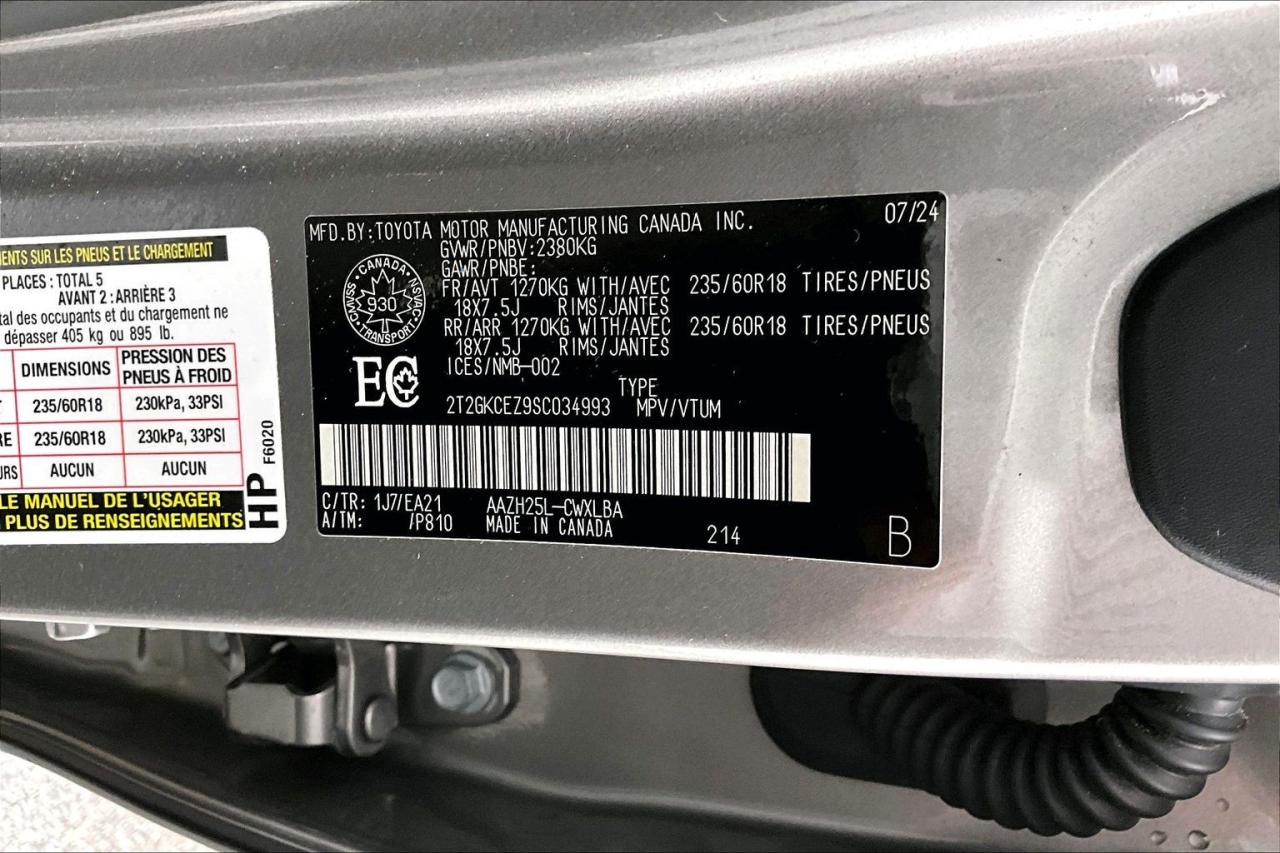 MENTS SUR LES PNEUS ET LE CHARGEMENT
PLACES : TOTAL 5
AVANT 2 : ARRIÈRE 3
tal des occupants et du chargement ne
dépasser 405 kg ou 895 lb.
DIMENSIONS
PRESSION DES
PNEUS À FROID
T 235/60R18 230kPa, 33PSI
RE 235/60R18 230kPa, 33PSI
URS AUCUN AUCUN
LE MANUEL DE L'USAGER
PLUS DE RENSEIGNEMENTS
HP
F6020
MFD.BY:TOYOTA MOTOR MANUFACTURING CANADA INC. 07/24
GVWR/PNBV:2380KG
GAWR/PNBE:
FR/AVT 1270KG WITH/AVEC 235/60R18 TIRES/PNEUS
18X7.5J RIMS/JANTES
RR/ARR 1270KG WITH/AVEC 235/60R18 TIRES/PNEUS
18X7.5J RIMS/JANTES
ICES/NMB-002
CANADA
CMVSS
930
NSVAC
TRANSPORT
EC
TYPE
2T2GKCEZ9SC034993 MPV/VTUM
C/TR: 1J7/EA21 AAZH25L-CWXLBA
A/TM: /P810 MADE IN CANADA
214
B